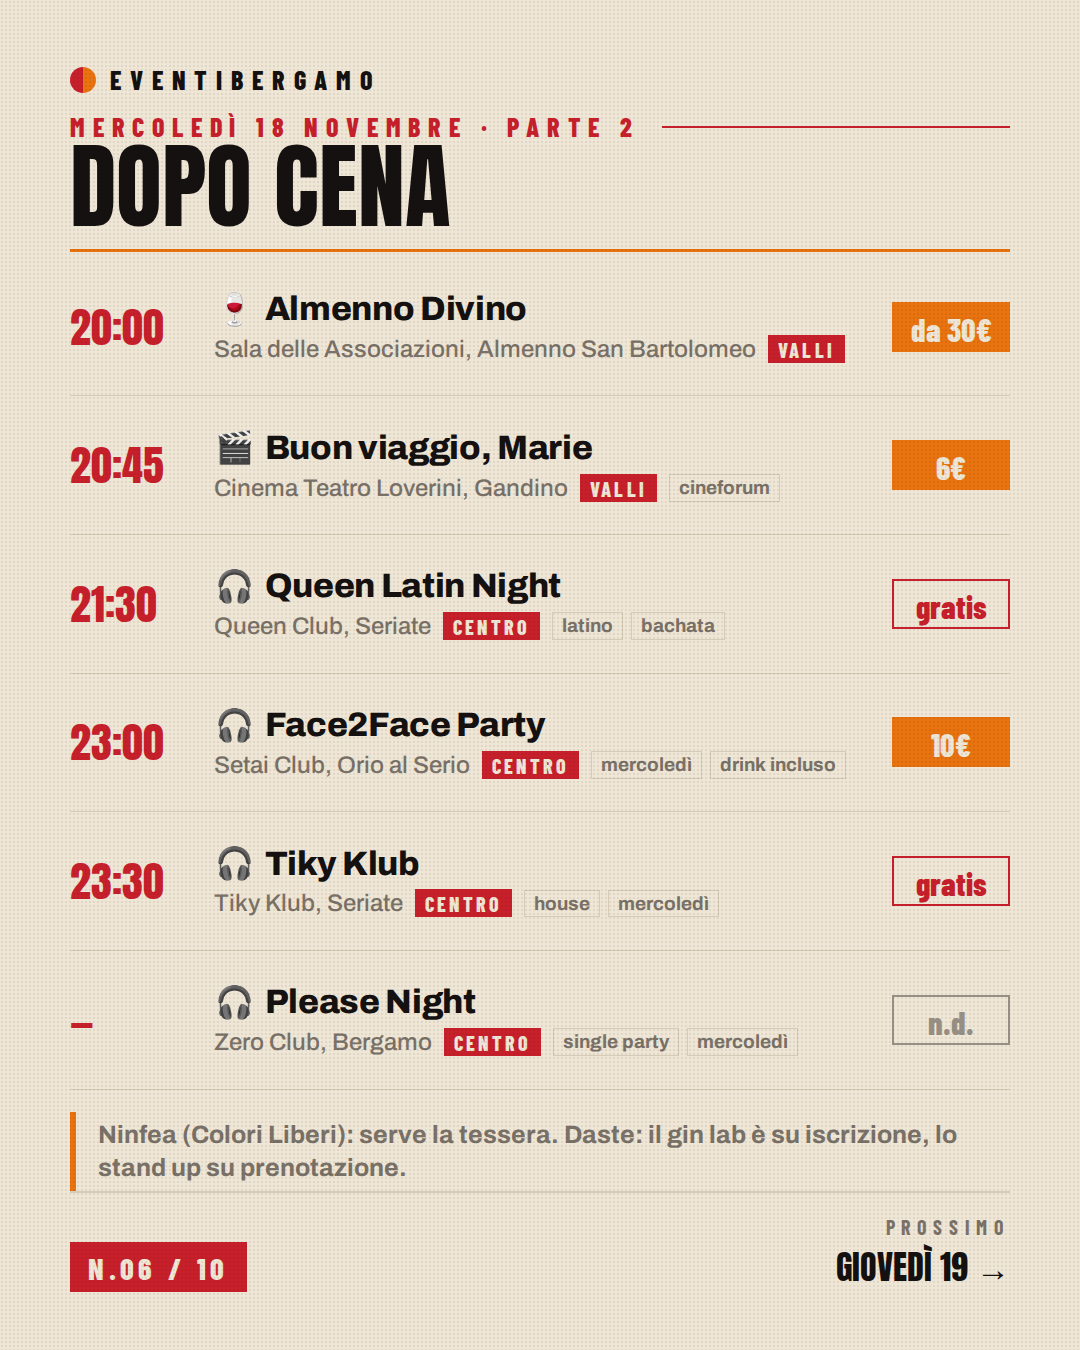 EVENTIBERGAMO
MERCOLEDÌ 18 NOVEMBRE · PARTE 2
DOPO CENA
20:00
Almenno Divino
Sala delle Associazioni, Almenno San Bartolomeo VALLI
da 30€
20:45
Buon viaggio, Marie
Cinema Teatro Loverini, Gandino VALLI cineforum
6€
21:30
Queen Latin Night
Queen Club, Seriate CENTRO latino bachata
gratis
23:00
Face2Face Party
Setai Club, Orio al Serio CENTRO mercoledì drink incluso
10€
23:30
Tiky Klub
Tiky Klub, Seriate CENTRO house mercoledì
gratis
–
Please Night
Zero Club, Bergamo CENTRO single party mercoledì
n.d.
Ninfea (Colori Liberi): serve la tessera. Daste: il gin lab è su iscrizione, lo
stand up su prenotazione.
PROSSIMO
N.06 / 10
GIOVEDÌ 19 →